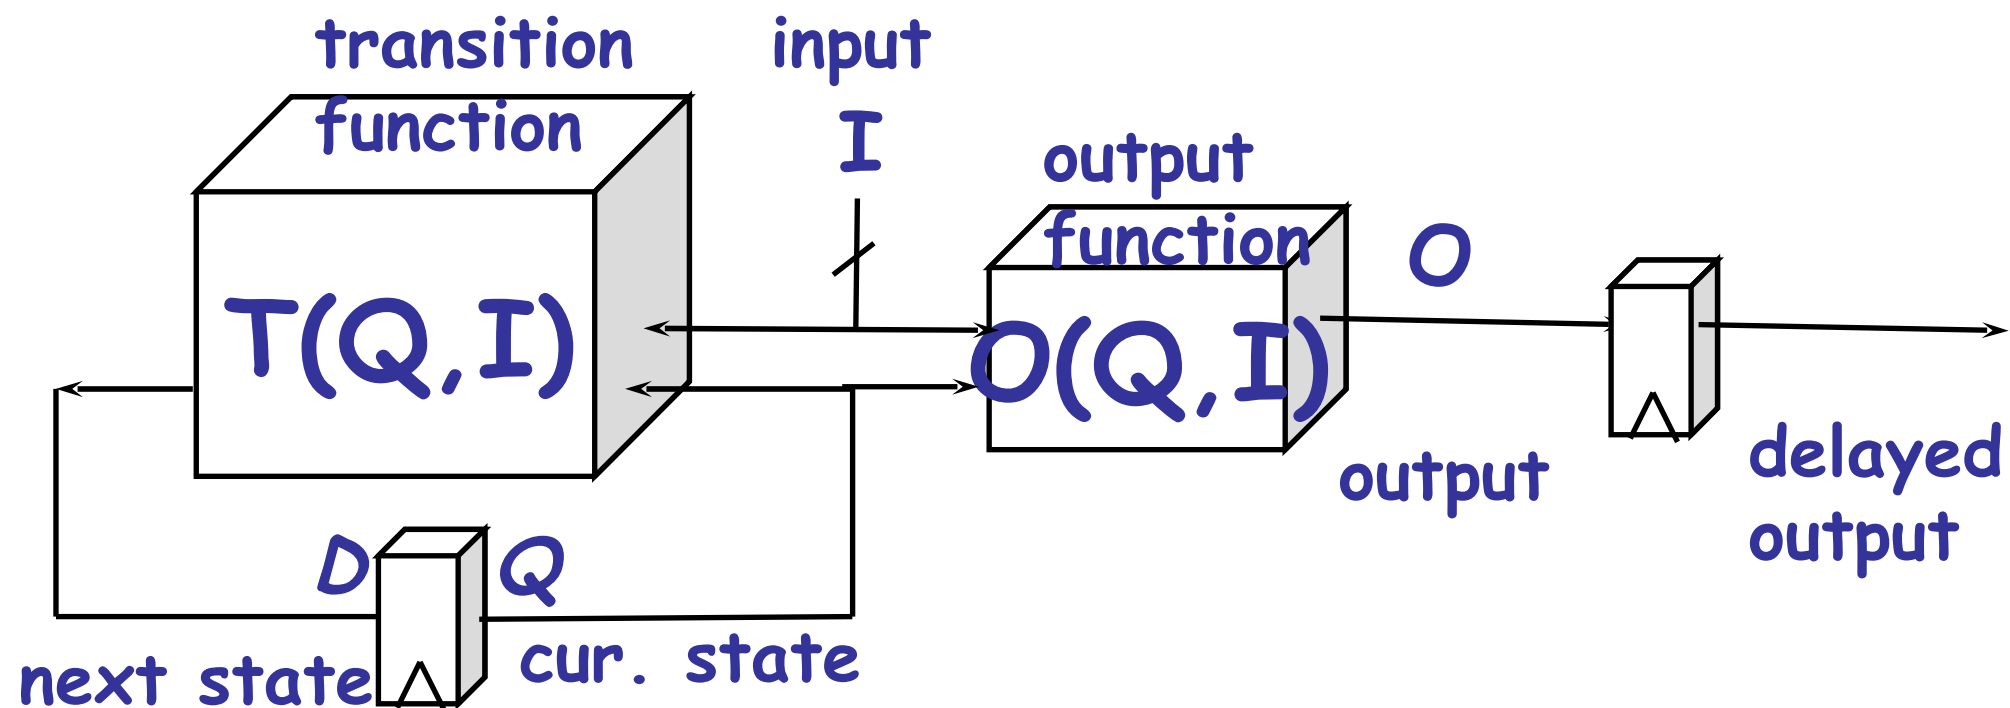 transition
function
input
I
output
function
O
T(Q,I)
O(Q,I)
output
delayed
output
D
Q
next state
cur. state